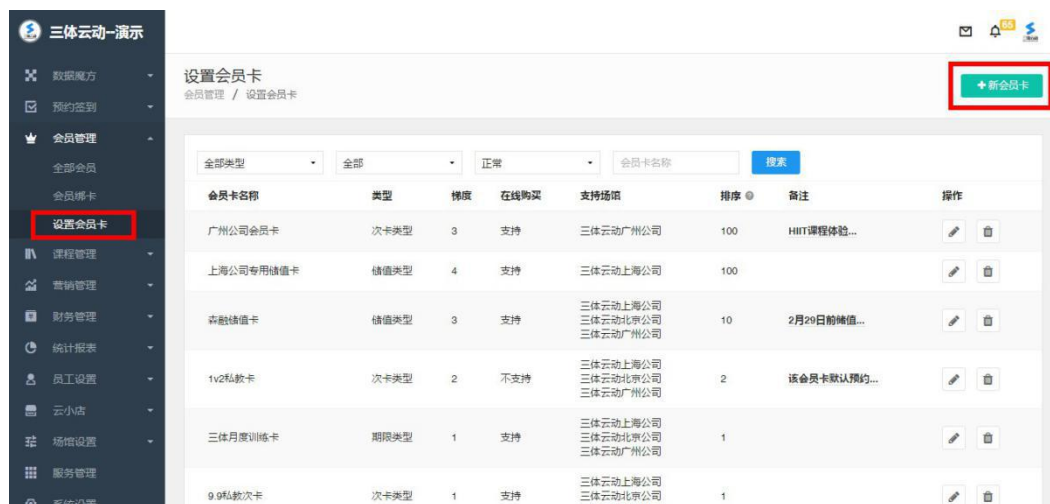 三体云动-演示
65
数据魔方
预约签到
会员管理
全部会员
会员绑卡
设置会员卡
课程管理
营销管理
财务管理
统计报表
员工设置
云小店
场馆设置
服务管理
系统设置
设置会员卡
会员管理 / 设置会员卡
+新会员卡
全部类型 全部 正常 会员卡名称 搜索
会员卡名称 类型 梯度 在线购买 支持场馆 排序 备注 操作
广州公司会员卡 次卡类型 3 支持 三体云动广州公司 100 HIIT课程体验...
上海公司专用储值卡 储值类型 4 支持 三体云动上海公司 100
三体云动上海公司
森融储值卡 储值类型 3 支持 三体云动北京公司 10 2月29日前储值...
三体云动广州公司
三体云动上海公司
1v2私教卡 次卡类型 2 不支持 三体云动北京公司 2 该会员卡默认预约...
三体云动广州公司
三体云动上海公司
三体月度训练卡 期限类型 1 支持 三体云动北京公司 1
三体云动广州公司
三体云动上海公司
9.9私教次卡 次卡类型 1 支持 三体云动北京公司 1